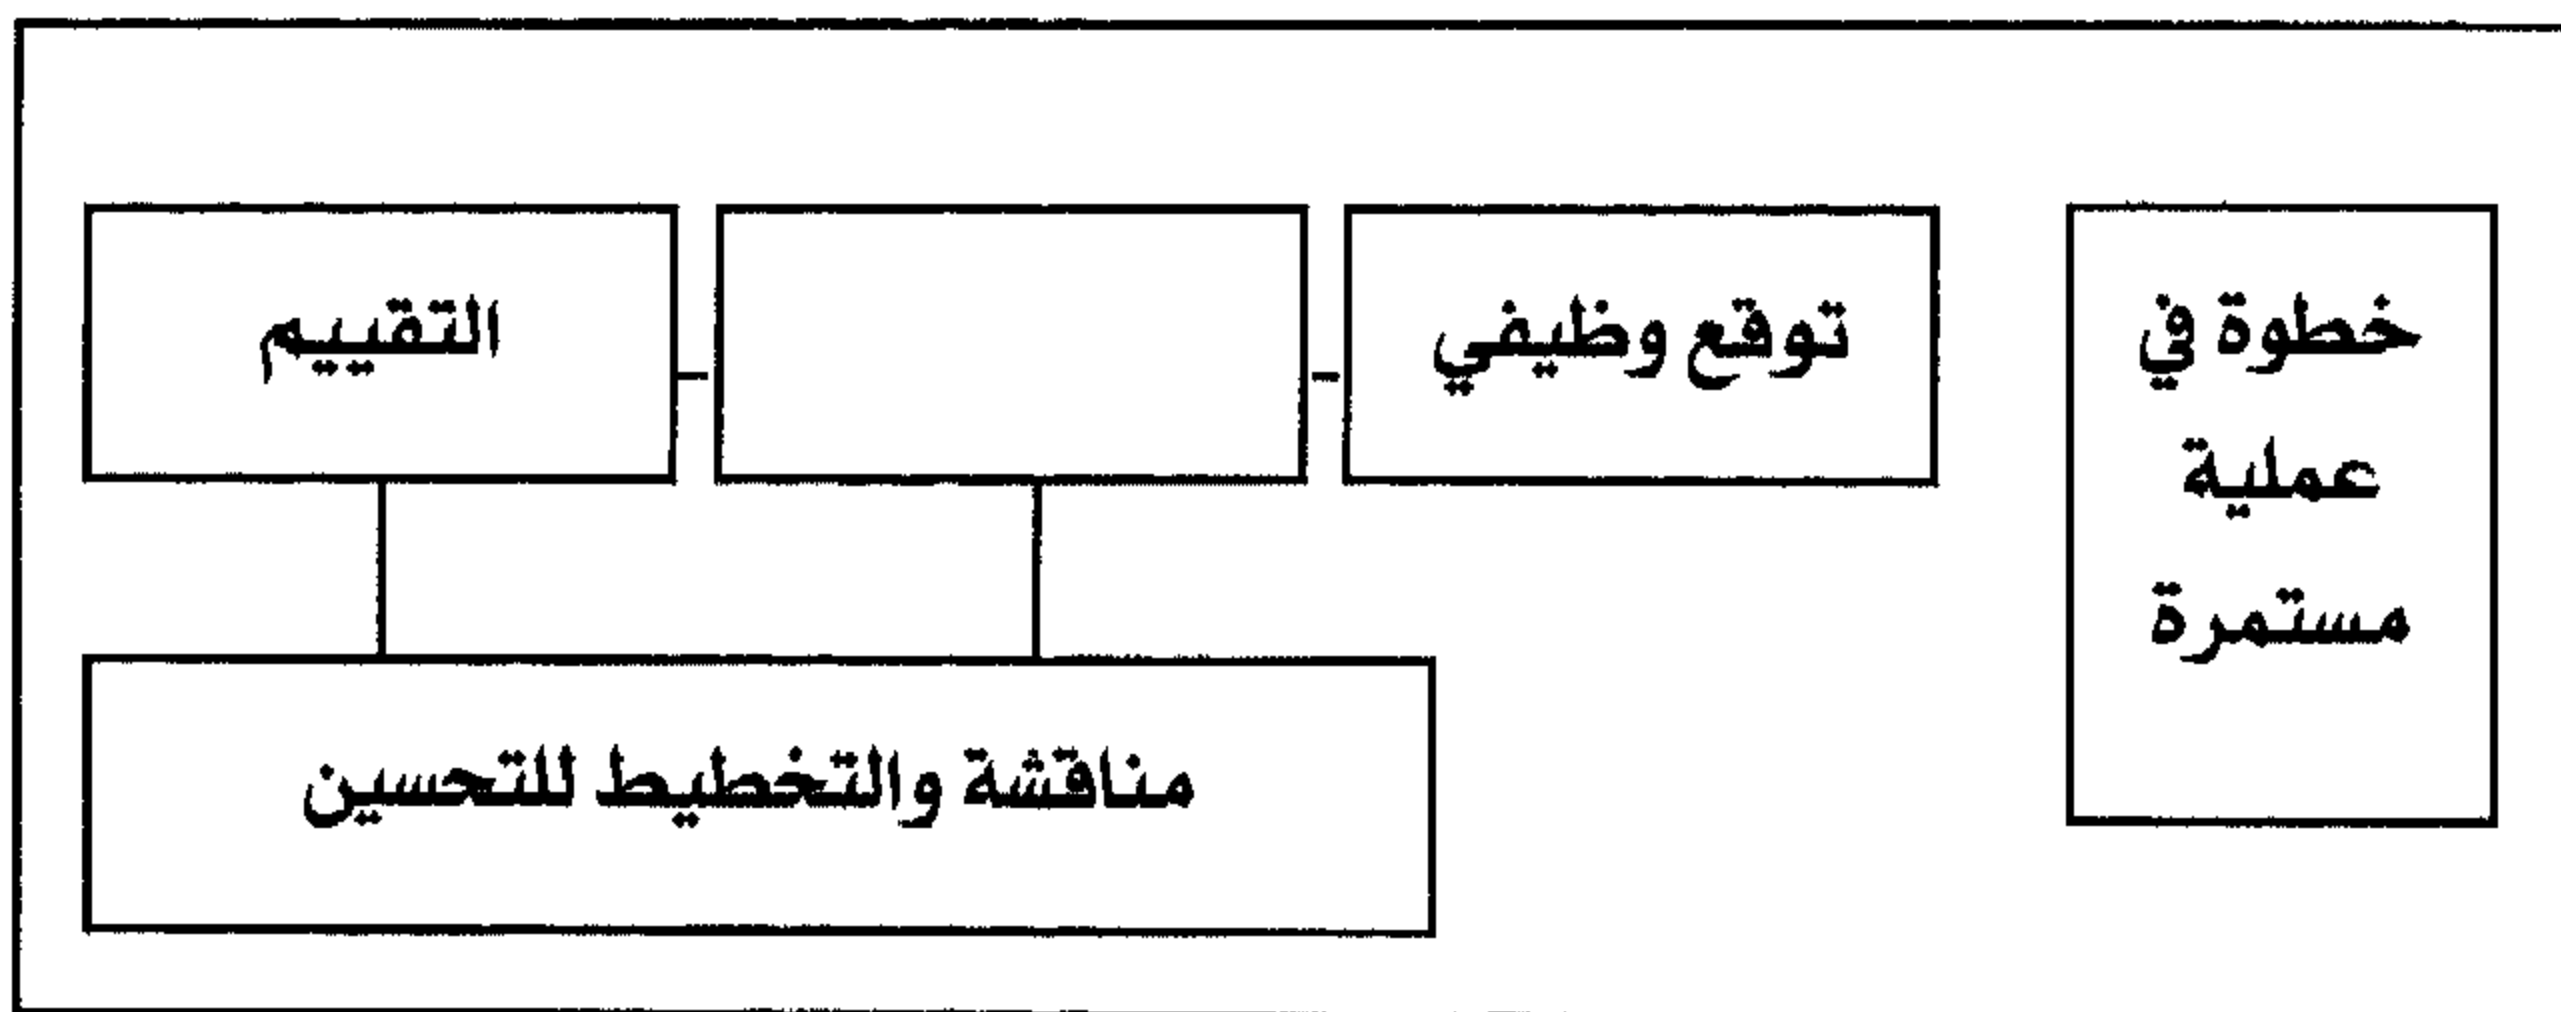 خطوة في
عملية
مستمرة
توقع وظيفي
التقييم
مناقشة والتخطيط للتحسين